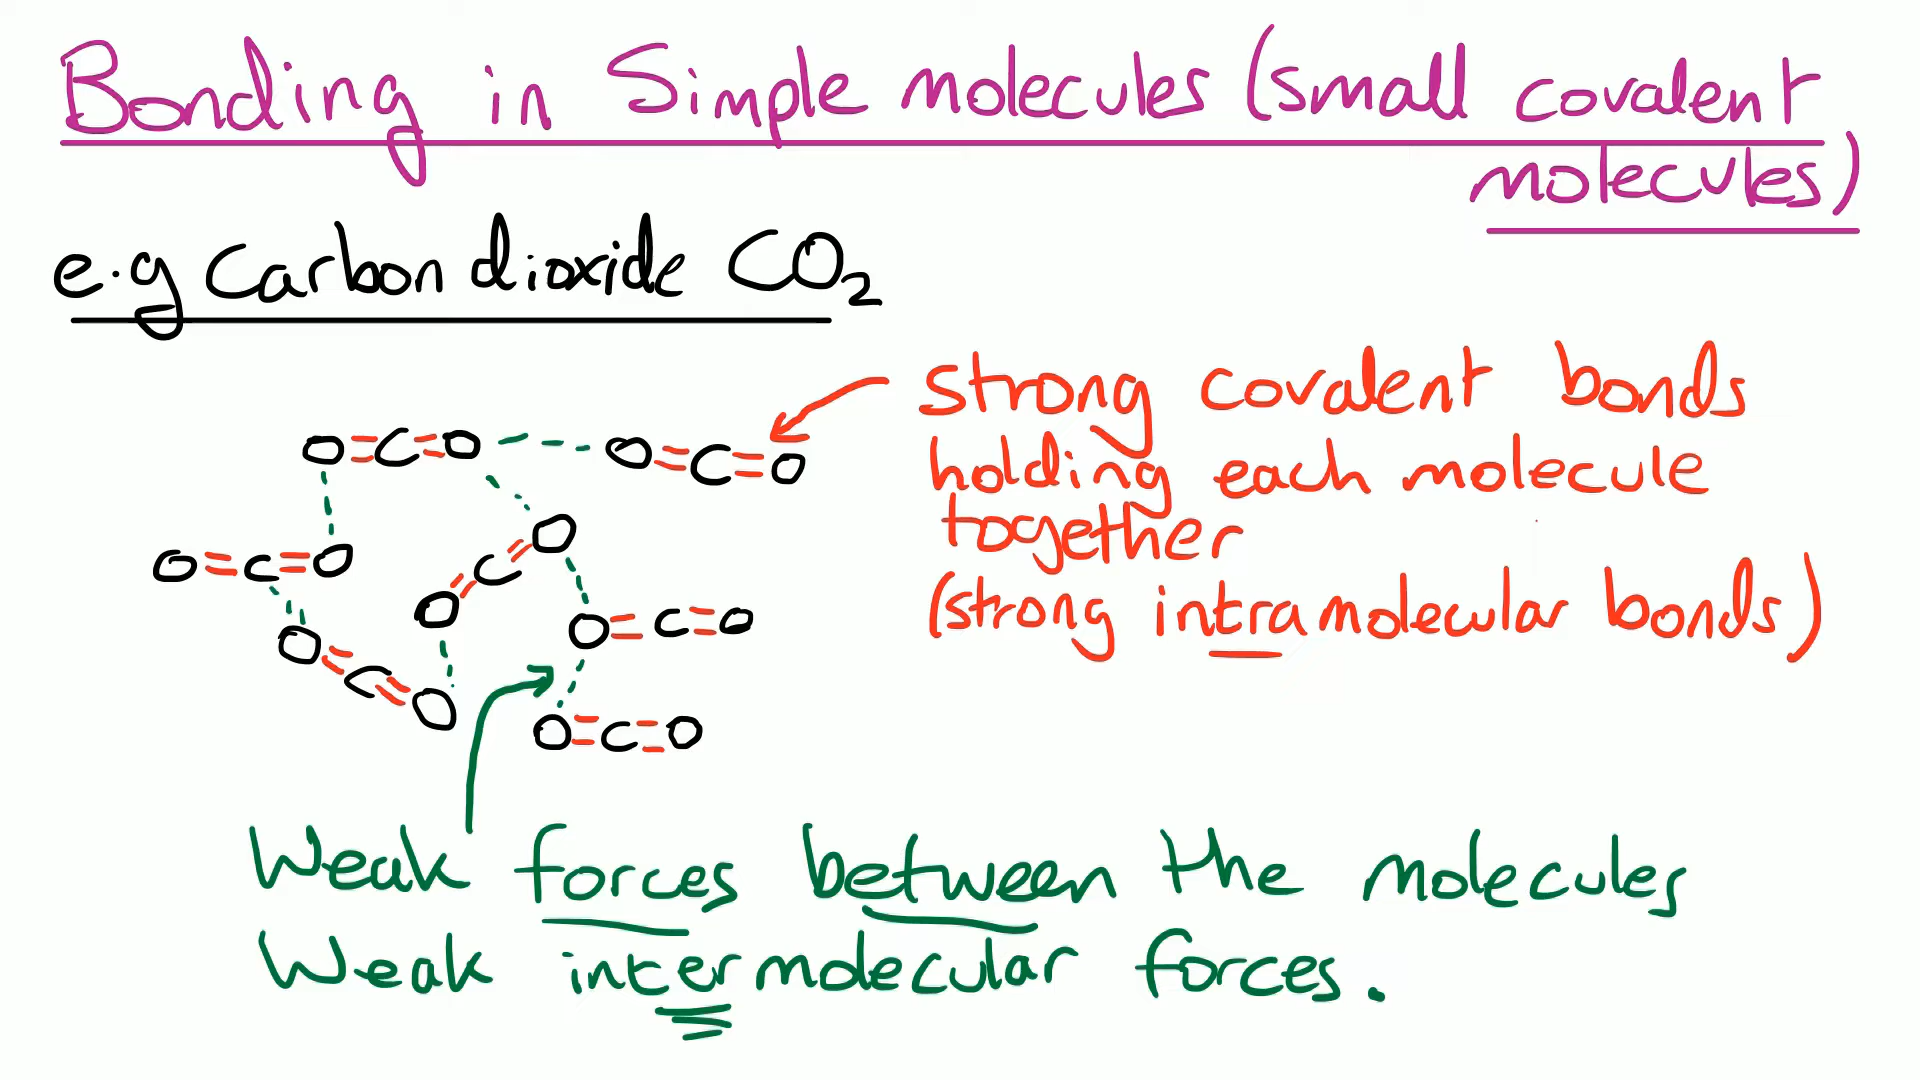 Bonding in Simple molecules (small covalent
molecules)
e.g Carbon dioxide CO₂
strong covalent bonds
holding each molecule
together
(strong intramolecular bonds)
O=C=O O=C=O
O=C=O
O=C=O
O=C=O
O=C=O
O=C=O
Weak forces between the molecules
Weak intermolecular forces.